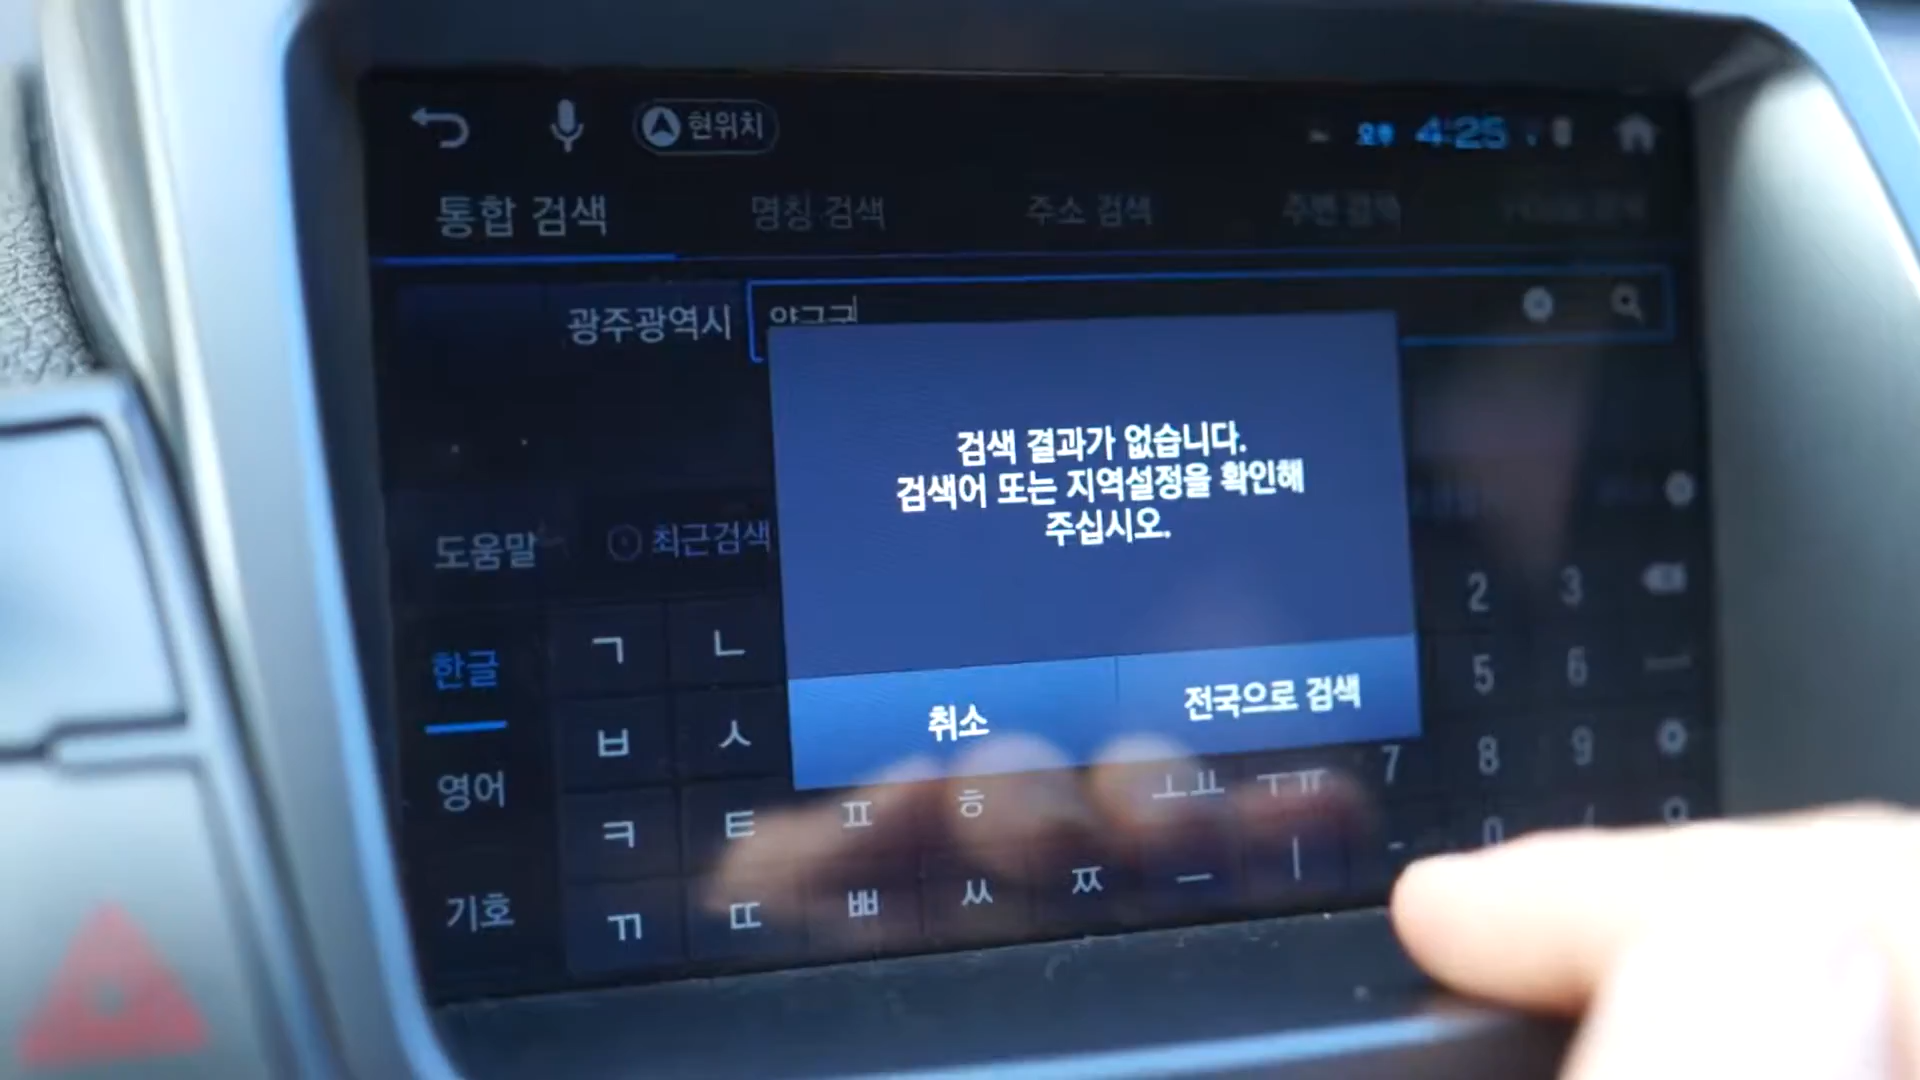 현위치
오후 4:25
통합 검색 명칭 검색 주소 검색 주변 검색
광주광역시
검색 결과가 없습니다.
검색어 또는 지역설정을 확인해
주십시오.
취소 전국으로 검색
도움말 최근검색
한글 ㄱ ㄴ 2 3
영어 ㅂ ㅅ 5 6
ㅋ ㅌ ㅍ ㅎ ㅗㅛ ㅜㅠ 7 8 9
기호 ㄲ ㄸ ㅃ ㅆ ㅉ ㅡ ㅣ - 0